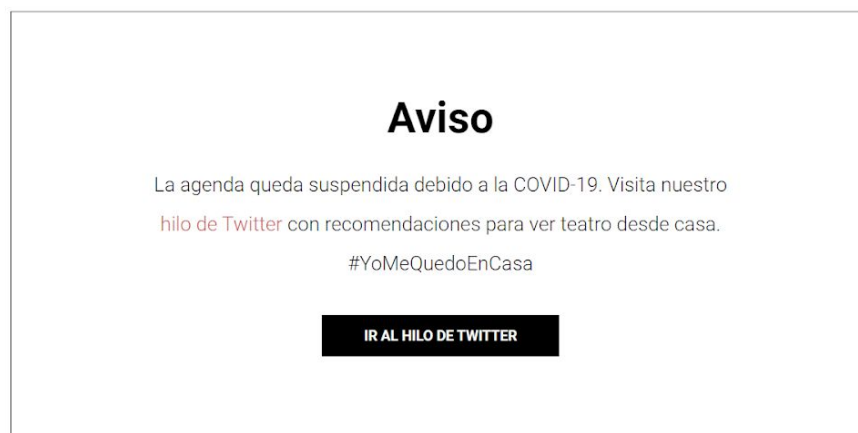 Aviso
La agenda queda suspendida debido a la COVID-19. Visita nuestro
hilo de Twitter con recomendaciones para ver teatro desde casa.
#YoMeQuedoEnCasa
IR AL HILO DE TWITTER